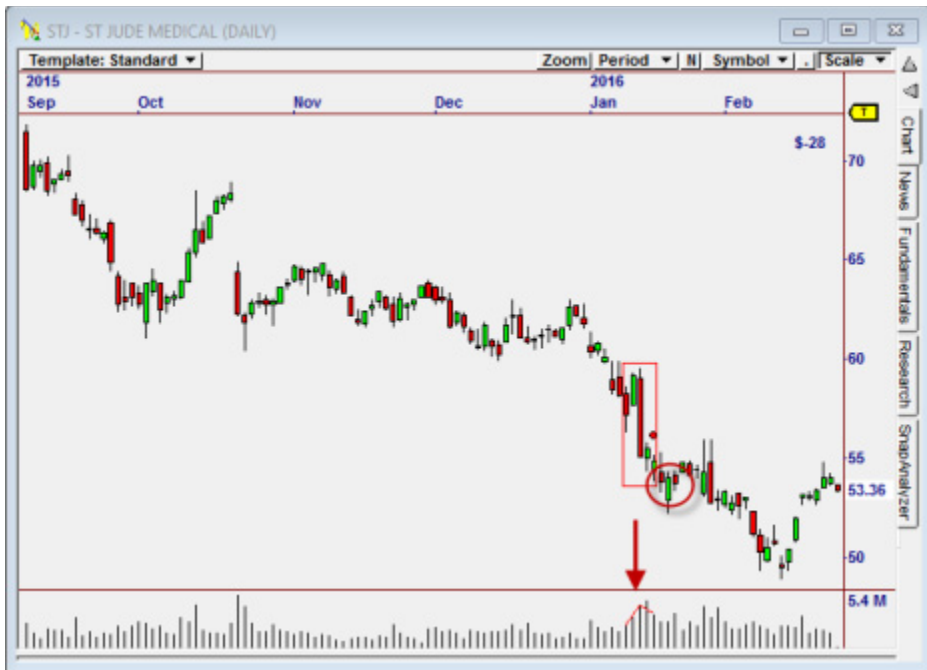 STJ - ST JUDE MEDICAL (DAILY)
Template: Standard Zoom Period N Symbol . Scale
2015 2016
Sep Oct Nov Dec Jan Feb
T
$-28
70
65
60
55
53.36
50
5.4 M
Chart
News
Fundamentals
Research
SnapAnalyzer